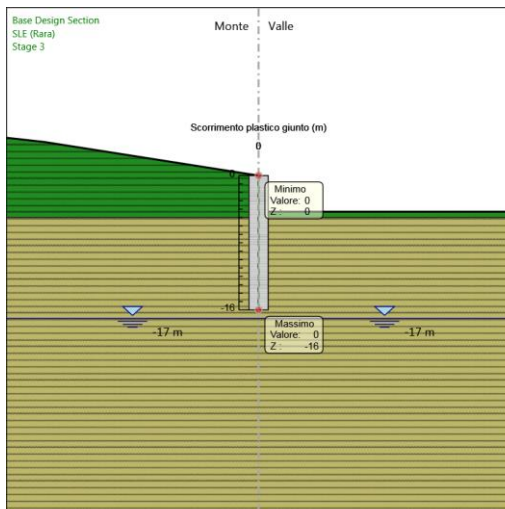 Base Design Section
SLE (Rara)
Stage 3
Monte
Valle
Scorrimento plastico giunto (m)
0
0
Minimo
Valore: 0
Z : 0
-16
Massimo
Valore: 0
Z : -16
-17 m
-17 m